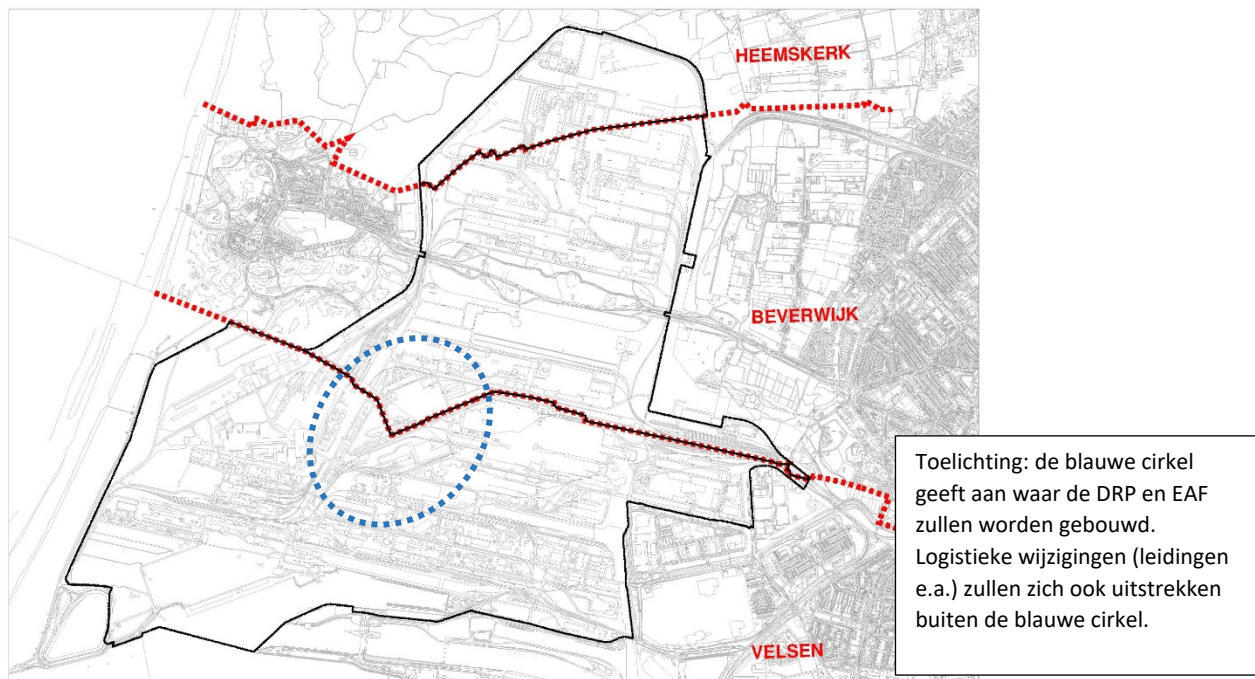 HEEMSKERK
BEVERWIJK
Toelichting: de blauwe cirkel
geeft aan waar de DRP en EAF
zullen worden gebouwd.
Logistieke wijzigingen (leidingen
e.a.) zullen zich ook uitstrekken
buiten de blauwe cirkel.
VELSEN